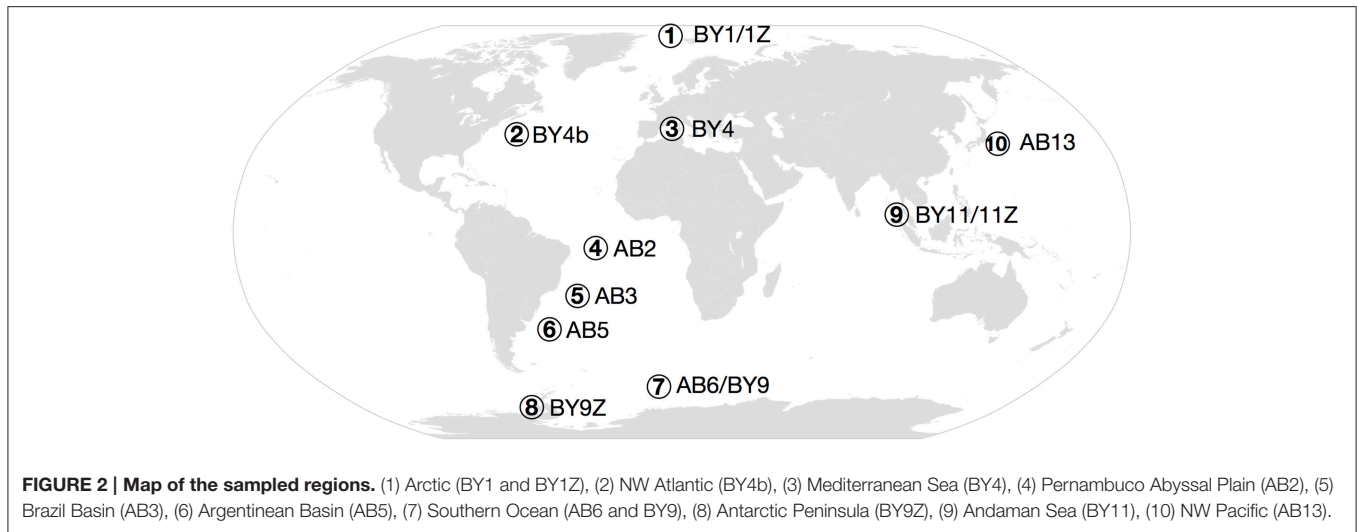 ① BY1/1Z
② BY4b
③ BY4
⑩ AB13
⑨ BY11/11Z
④ AB2
⑤ AB3
⑥ AB5
⑦ AB6/BY9
⑧ BY9Z
FIGURE 2 | Map of the sampled regions. (1) Arctic (BY1 and BY1Z), (2) NW Atlantic (BY4b), (3) Mediterranean Sea (BY4), (4) Pernambuco Abyssal Plain (AB2), (5)
Brazil Basin (AB3), (6) Argentinean Basin (AB5), (7) Southern Ocean (AB6 and BY9), (8) Antarctic Peninsula (BY9Z), (9) Andaman Sea (BY11), (10) NW Pacific (AB13).